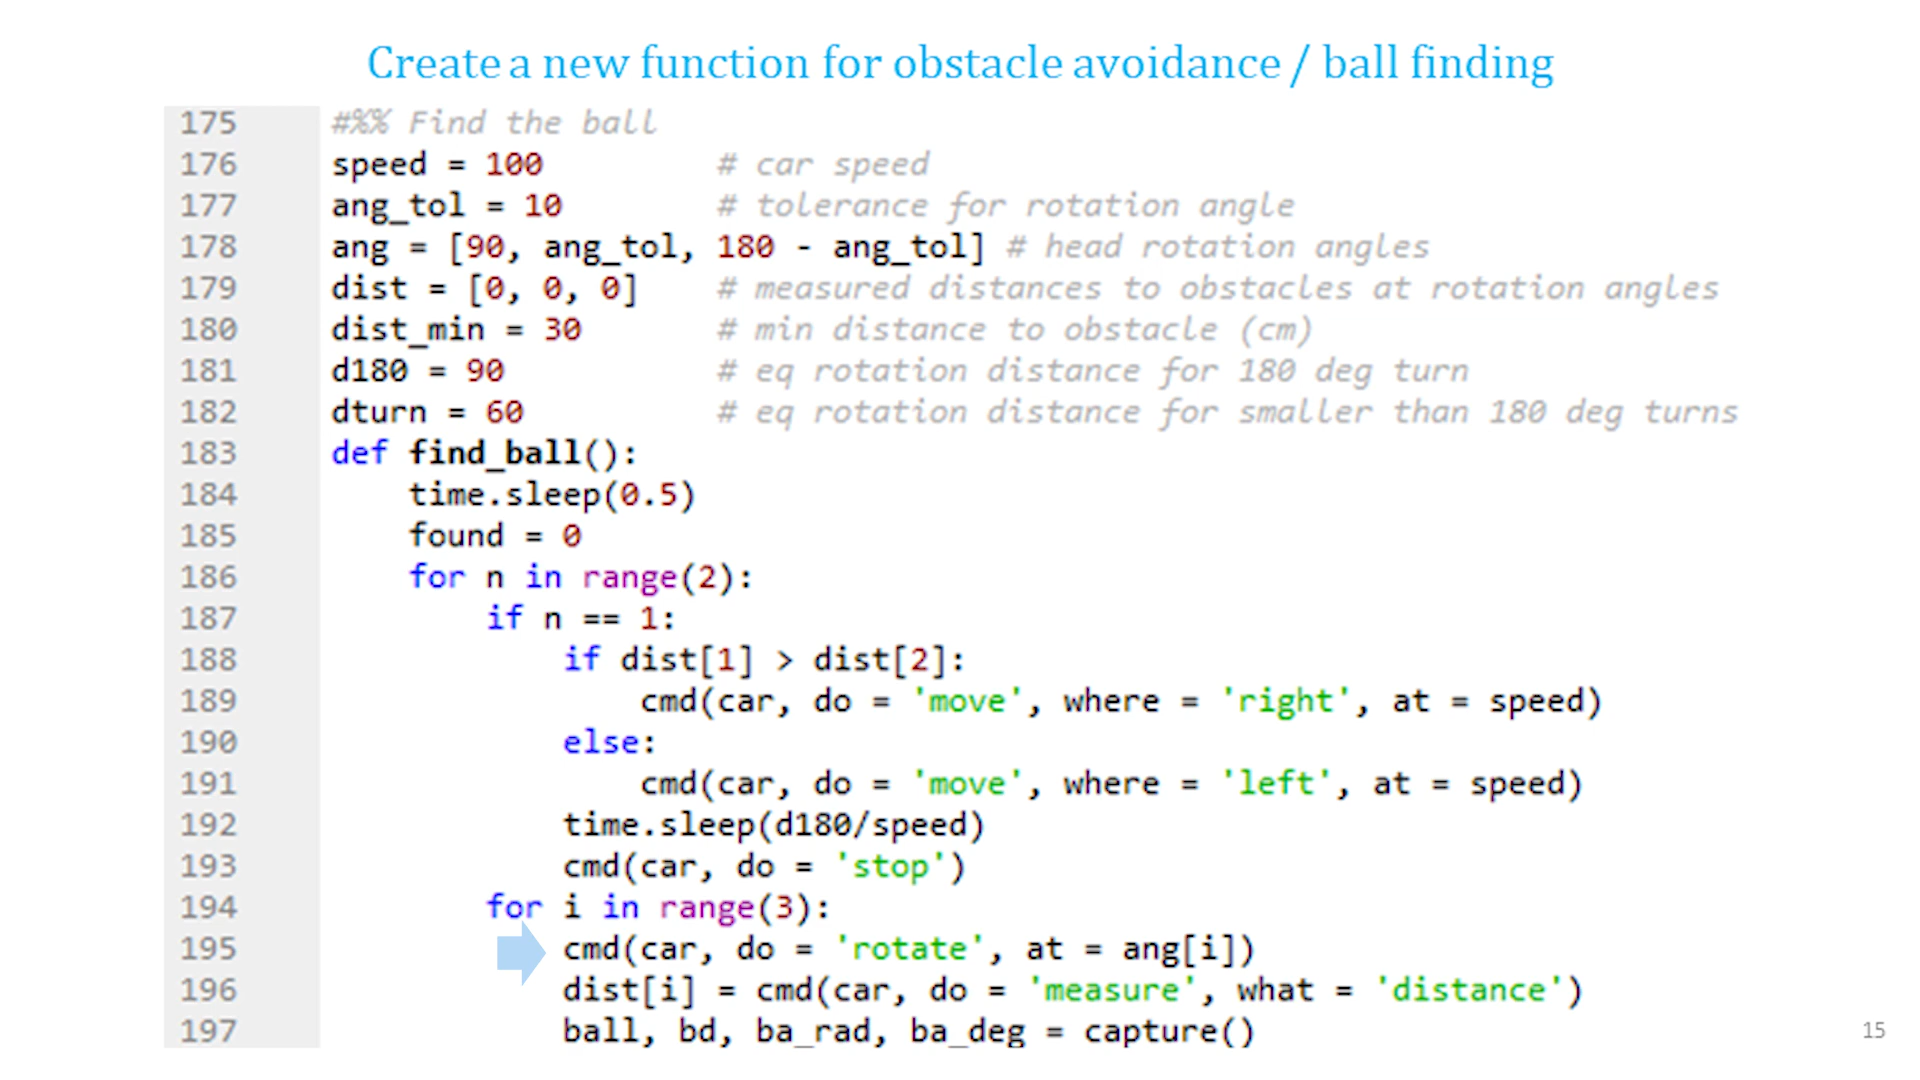 Create a new function for obstacle avoidance / ball finding
175 #%% Find the ball
176 speed = 100 # car speed
177 ang_tol = 10 # tolerance for rotation angle
178 ang = [90, ang_tol, 180 - ang_tol] # head rotation angles
179 dist = [0, 0, 0] # measured distances to obstacles at rotation angles
180 dist_min = 30 # min distance to obstacle (cm)
181 d180 = 90 # eq rotation distance for 180 deg turn
182 dturn = 60 # eq rotation distance for smaller than 180 deg turns
183 def find_ball():
184 time.sleep(0.5)
185 found = 0
186 for n in range(2):
187 if n == 1:
188 if dist[1] > dist[2]:
189 cmd(car, do = 'move', where = 'right', at = speed)
190 else:
191 cmd(car, do = 'move', where = 'left', at = speed)
192 time.sleep(d180/speed)
193 cmd(car, do = 'stop')
194 for i in range(3):
195 cmd(car, do = 'rotate', at = ang[i])
196 dist[i] = cmd(car, do = 'measure', what = 'distance')
197 ball, bd, ba_rad, ba_deg = capture()
15